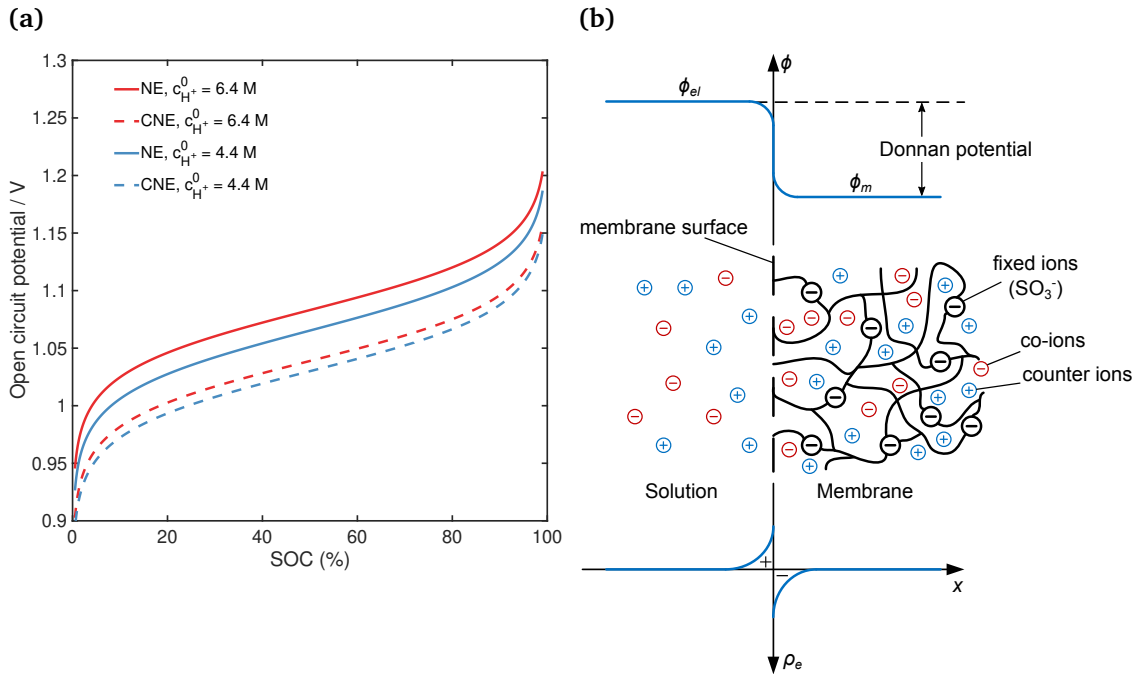 (a)
Open circuit potential / V
1.3
1.25
1.2
1.15
1.1
1.05
1
0.95
0.9
NE, c⁰H⁺ = 6.4 M
CNE, c⁰H⁺ = 6.4 M
NE, c⁰H⁺ = 4.4 M
CNE, c⁰H⁺ = 4.4 M
0 20 40 60 80 100
SOC (%)
(b)
ϕ
ϕel
Donnan potential
ϕm
membrane surface
fixed ions
(SO₃⁻)
co-ions
counter ions
Solution Membrane
+
−
x
ρe